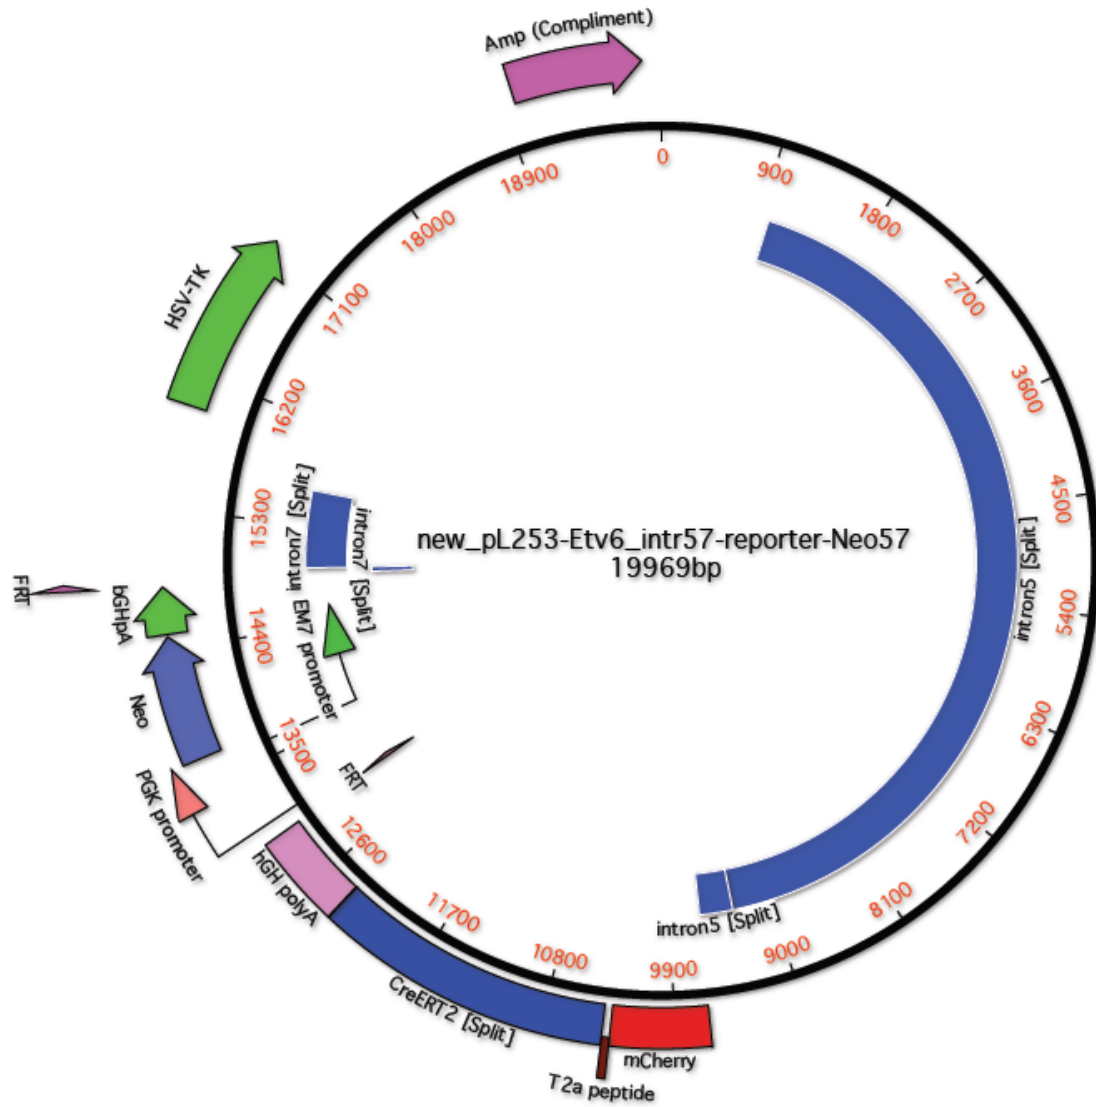 Amp (Compliment)
0
900
1800
2700
3600
4500
5400
6300
7200
8100
9000
9900
10800
11700
12600
13500
14400
15300
16200
17100
18000
18900
HSV-TK
intron7 [Split]
intron7 [Split]
new_pL253-Etv6_intr57-reporter-Neo57
19969bp
intron5 [Split]
FRT
bGHpA
EM7 promoter
Neo
FRT
PGK promoter
hGH polyA
intron5 [Split]
CreERT2 [Split]
mCherry
T2a peptide